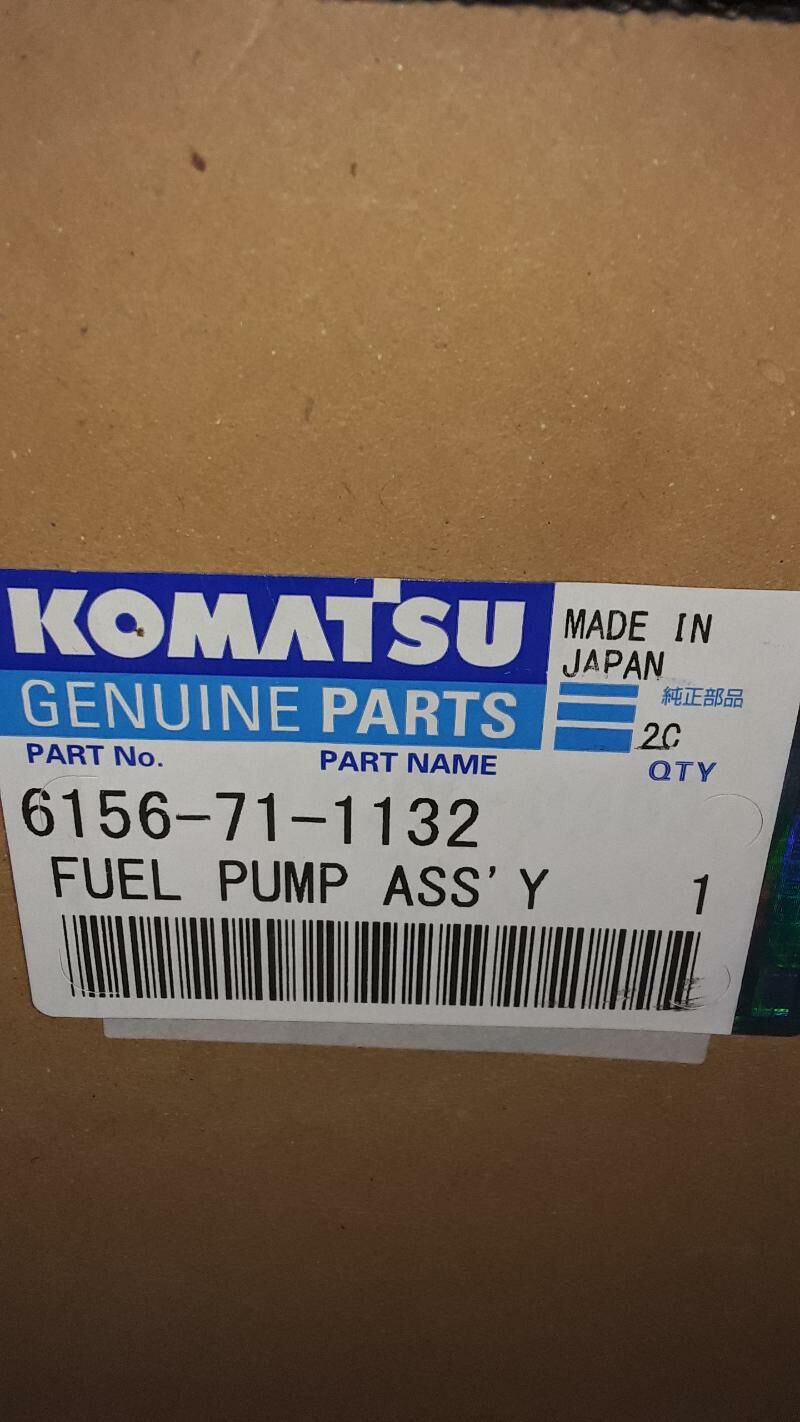 KOMATSU
GENUINE PARTS
MADE IN
JAPAN
純正部品
2C
PART No.
PART NAME
QTY
6156-71-1132
FUEL PUMP ASS'Y
1